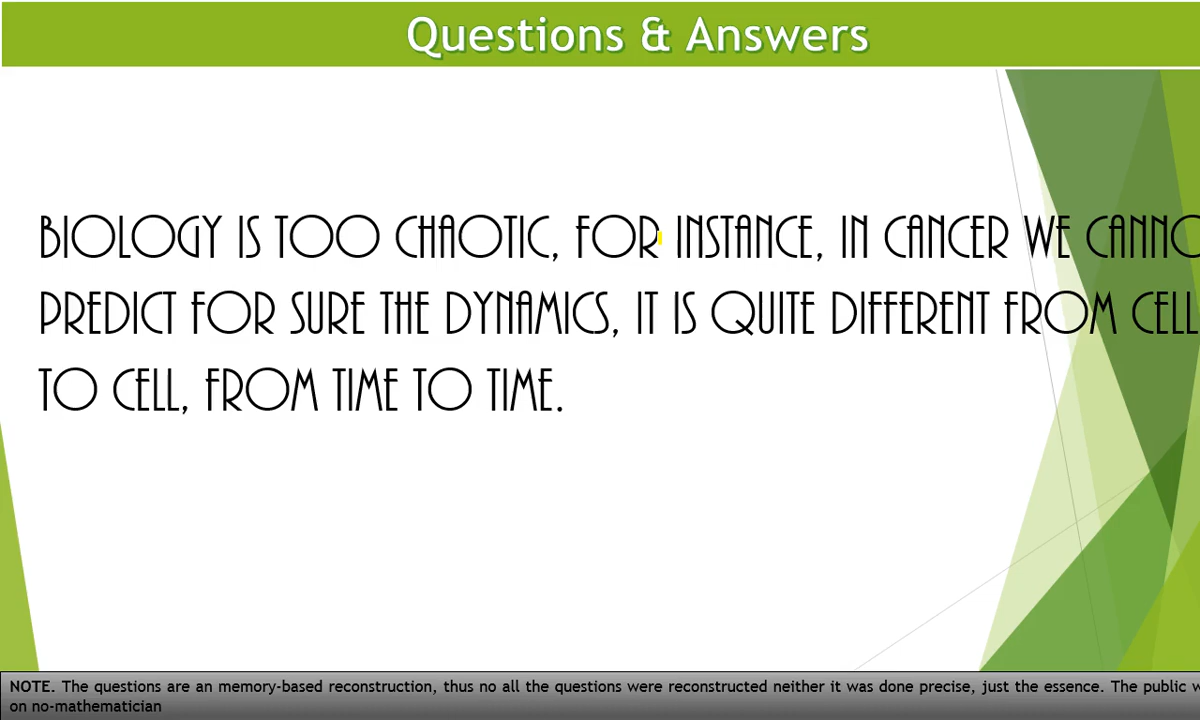 Questions & Answers
BIOLOGY IS TOO CHAOTIC, FOR INSTANCE, IN CANCER WE
PREDICT FOR SURE THE DYNAMICS, IT IS QUITE DIFFERENT FROM CELL
TO CELL, FROM TIME TO TIME.
NOTE. The questions are an memory-based reconstruction, thus no all the questions were reconstructed neither it was done precise, just the essence. The public
on no-mathematician